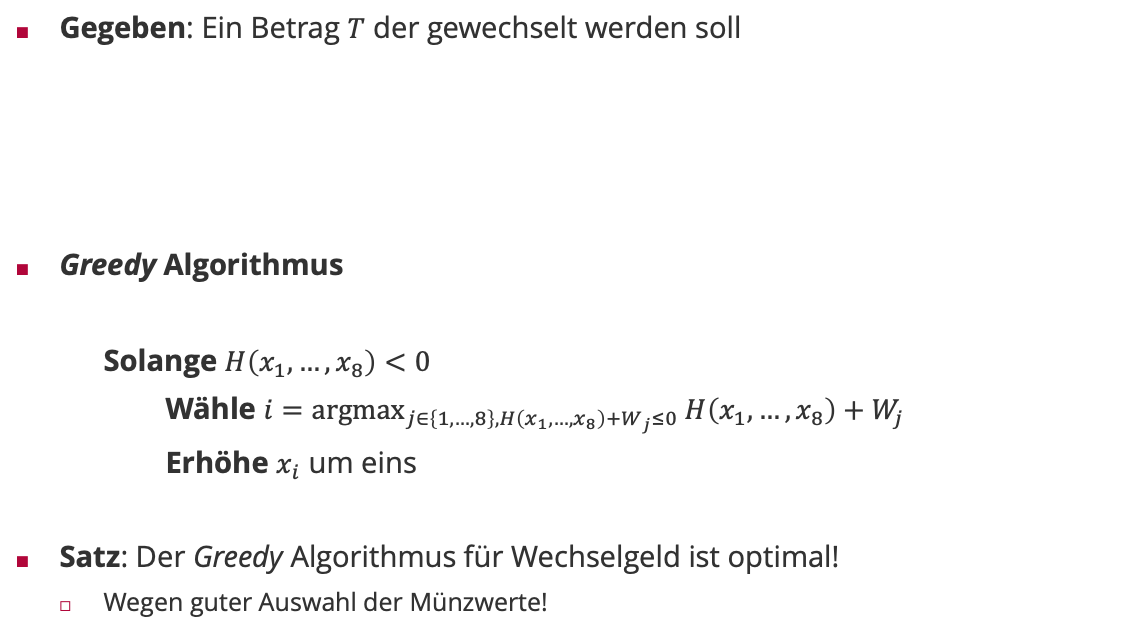 Gegeben: Ein Betrag T der gewechselt werden soll
Greedy Algorithmus
Solange H(x₁, …, x₈) < 0
Wähle i = argmax_{j∈{1,…,8},H(x₁,…,x₈)+W_j≤0} H(x₁, …, x₈) + W_j
Erhöhe x_i um eins
Satz: Der Greedy Algorithmus für Wechselgeld ist optimal!
Wegen guter Auswahl der Münzwerte!